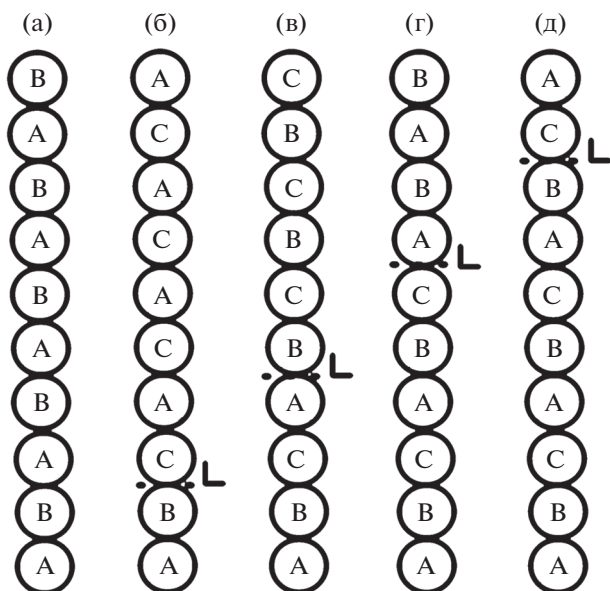 (а) (б) (в) (г) (д)
B A C B A
A C B A C
B A C B B
A C B A A
B A C C C
A C B B B
B A A A A
A C C C C
B B B B B
A A A A A